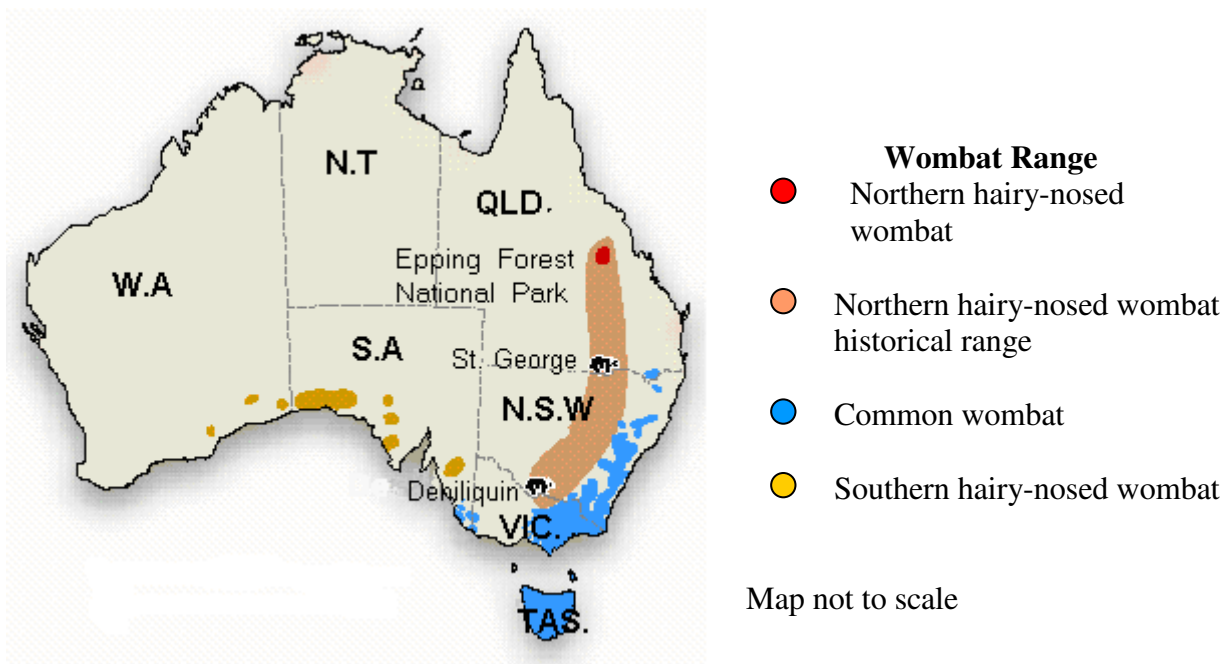 N.T
QLD.
Epping Forest
National Park
W.A
S.A
St. George
N.S.W
Deniliquin
VIC.
TAS.
Wombat Range
Northern hairy-nosed
wombat
Northern hairy-nosed wombat
historical range
Common wombat
Southern hairy-nosed wombat
Map not to scale